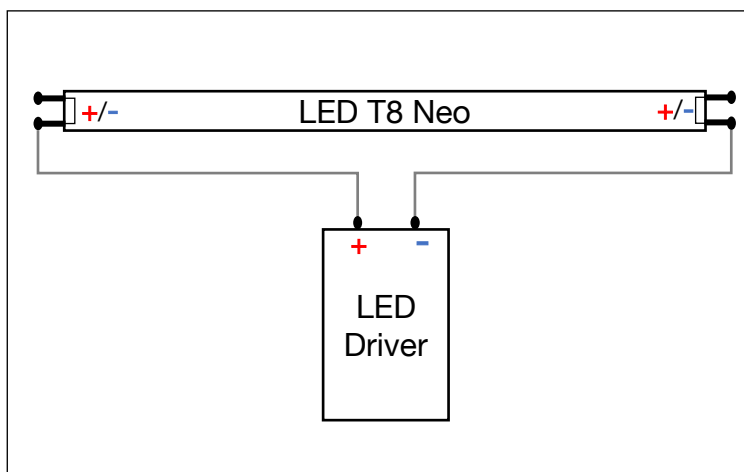 +/- LED T8 Neo +/-
+ -
LED
Driver